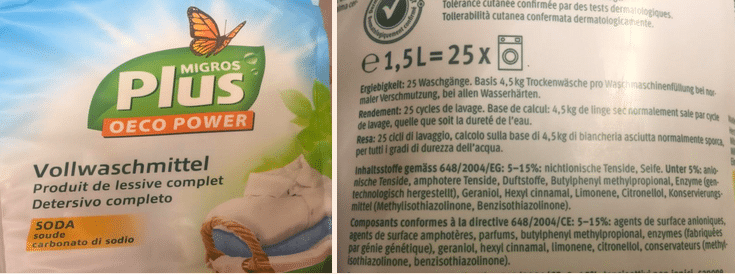 MIGROS
Plus
OECO POWER
Vollwaschmittel
Produit de lessive complet
Detersivo completo
SODA
soude
carbonato di sodio
Tolérance cutanée confirmée par des tests dermatologiques.
Tollerabilità cutanea confermata dermatologicamente.
e 1,5L = 25 x
Ergiebigkeit: 25 Waschgänge. Basis 4,5 kg Trockenwäsche pro Waschmaschinenfüllung bei nor-
maler Verschmutzung, bei allen Wasserhärten.
Rendement: 25 cycles de lavage. Base de calcul: 4,5 kg de linge sec normalement sale par cycle
de lavage, quelle que soit la dureté de l'eau.
Resa: 25 cicli di lavaggio, calcolo sulla base di 4,5 kg di biancheria asciutta normalmente sporca,
per tutti i gradi di durezza dell'acqua.
Inhaltsstoffe gemäss 648/2004/EG: 5–15%: nichtionische Tenside, Seife. Unter 5%: anio-
nische Tenside, amphotere Tenside, Duftstoffe, Butylphenyl methylpropional, Enzyme (gen-
technologisch hergestellt), Geraniol, Hexyl cinnamal, Limonene, Citronellol, Konservierungs-
mittel (Methylisothiazolinone, Benzisothiazolinone).
Composants conformes à la directive 648/2004/CE: 5–15%: agents de surface anioniques,
agents de surface amphotères, parfums, butylphenyl methylpropional, enzymes (fabriquées
par génie génétique), geraniol, hexyl cinnamal, limonene, citronellol, conservateurs (methyl-
isothiazolinone, benzisothiazolinone).